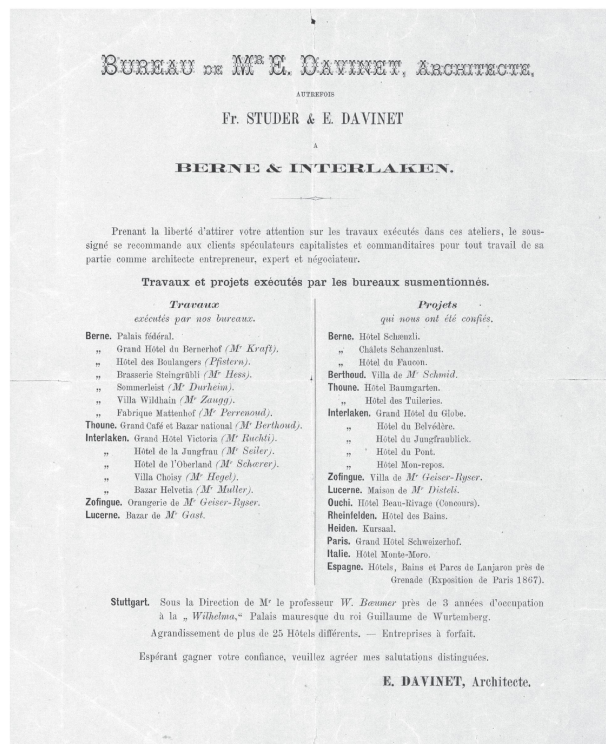 BUREAU DE MR E. DAVINET, ARCHITECTE,
AUTREFOIS
Fr. STUDER & E. DAVINET
A
BERNE & INTERLAKEN.
Prenant la liberté d'attirer votre attention sur les travaux exécutés dans ces ateliers, le sous-
signé se recommande aux clients spéculateurs capitalistes et commanditaires pour tout travail de sa
partie comme architecte entrepreneur, expert et négociateur.
Travaux et projets exécutés par les bureaux susmentionnés.
Travaux
exécutés par nos bureaux.
Berne. Palais fédéral.
„ Grand Hôtel du Bernerhof (Mr Kraft).
„ Hôtel des Boulangers (Pfistern).
„ Brasserie Steingrübli (Mr Hess).
„ Sommerleist (Mr Durheim).
„ Villa Wildhain (Mr Zaugg).
„ Fabrique Mattenhof (Mr Perrenoud).
Thoune. Grand Café et Bazar national (Mr Berthoud).
Interlaken. Grand Hôtel Victoria (Mr Ruchti).
„ Hôtel de la Jungfrau (Mr Seiler).
„ Hôtel de l'Oberland (Mr Schærer).
„ Villa Choisy (Mr Hegel).
„ Bazar Helvetia (Mr Muller).
Zofingue. Orangerie de Mr Geiser-Ryser.
Lucerne. Bazar de Mr Gast.
Projets
qui nous ont été confiés.
Berne. Hôtel Schœnzli.
„ Châlets Schanzenlust.
„ Hôtel du Faucon.
Berthoud. Villa de Mr Schmid.
Thoune. Hôtel Baumgarten.
„ Hôtel des Tuileries.
Interlaken. Grand Hôtel du Globe.
„ Hôtel du Belvédère.
„ Hôtel du Jungfraublick.
„ Hôtel du Pont.
„ Hôtel Mon-repos.
Zofingue. Villa de Mr Geiser-Ryser.
Lucerne. Maison de Mr Disteli.
Ouchi. Hôtel Beau-Rivage (Concours).
Rheinfelden. Hôtel des Bains.
Heiden. Kursaal.
Paris. Grand Hôtel Schweizerhof.
Italie. Hôtel Monte-Moro.
Espagne. Hôtels, Bains et Parcs de Lanjaron près de
Grenade (Exposition de Paris 1867).
Stuttgart. Sous la Direction de Mr le professeur W. Bæumer près de 3 années d'occupation
à la „ Wilhelma," Palais mauresque du roi Guillaume de Wurtemberg.
Agrandissement de plus de 25 Hôtels différents. — Entreprises à forfait.
Espérant gagner votre confiance, veuillez agréer mes salutations distinguées.
E. DAVINET, Architecte.